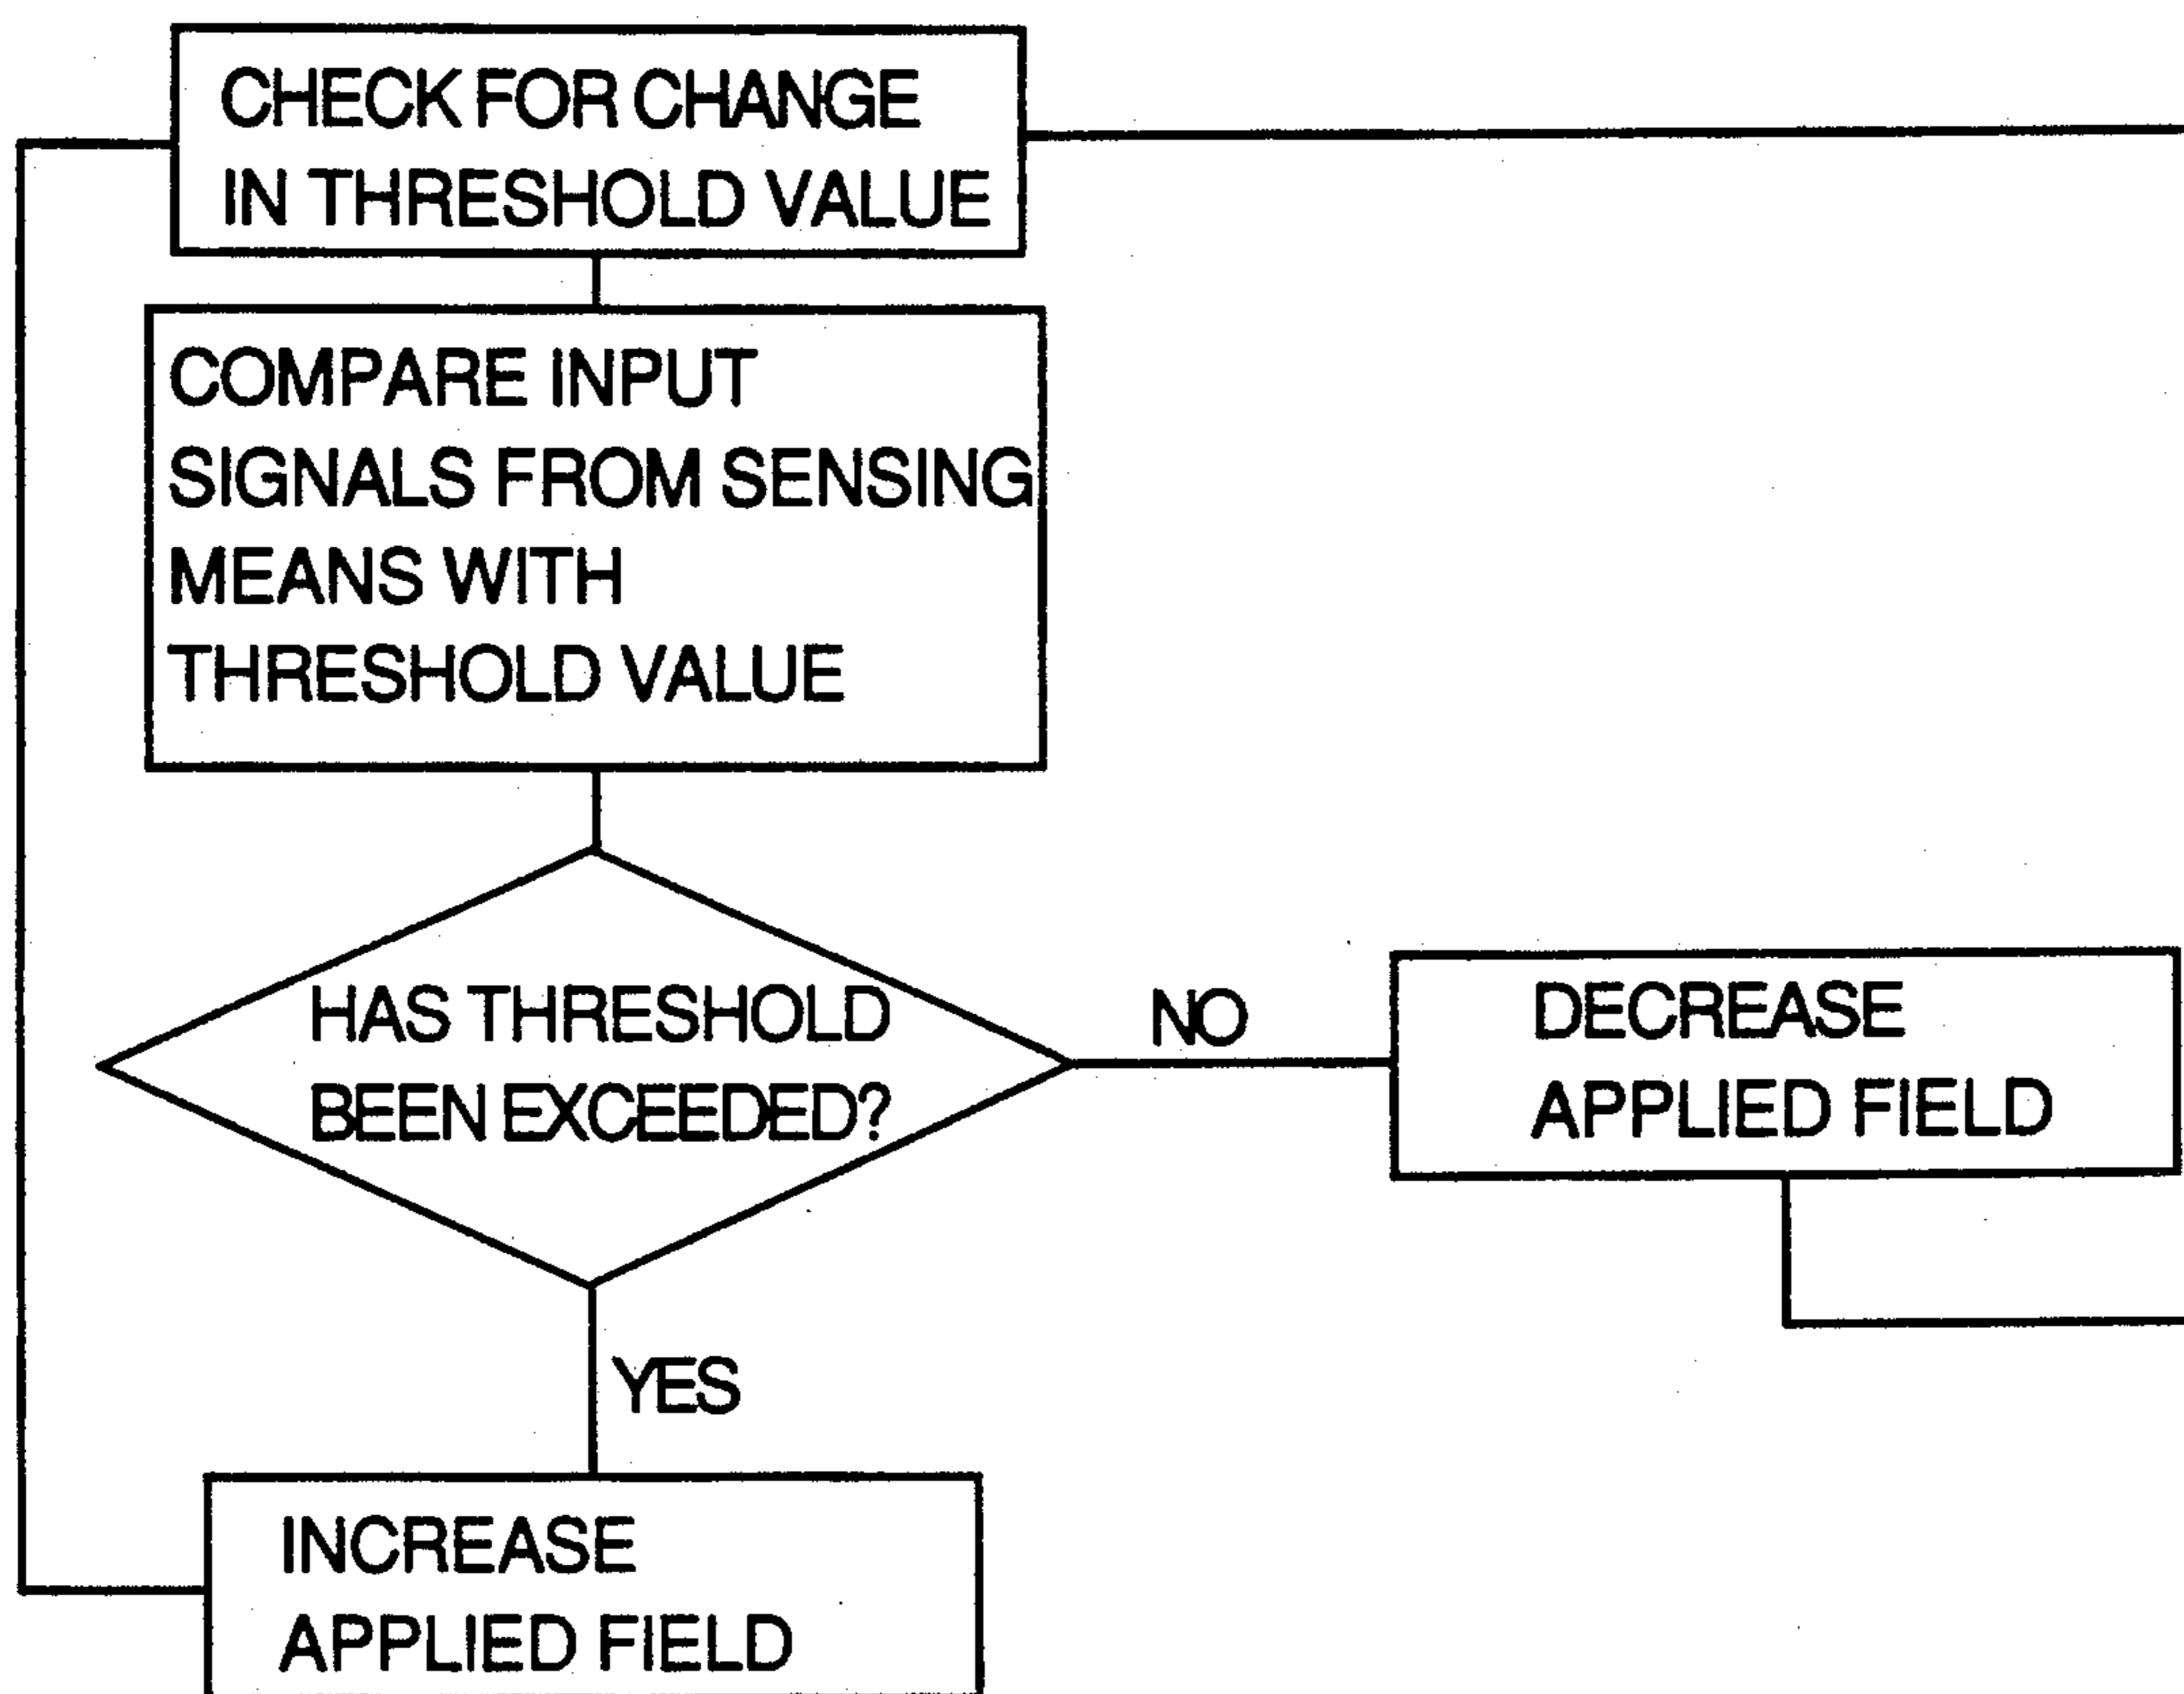 CHECK FOR CHANGE
IN THRESHOLD VALUE
COMPARE INPUT
SIGNALS FROM SENSING
MEANS WITH
THRESHOLD VALUE
HAS THRESHOLD
BEEN EXCEEDED?
NO
DECREASE
APPLIED FIELD
YES
INCREASE
APPLIED FIELD